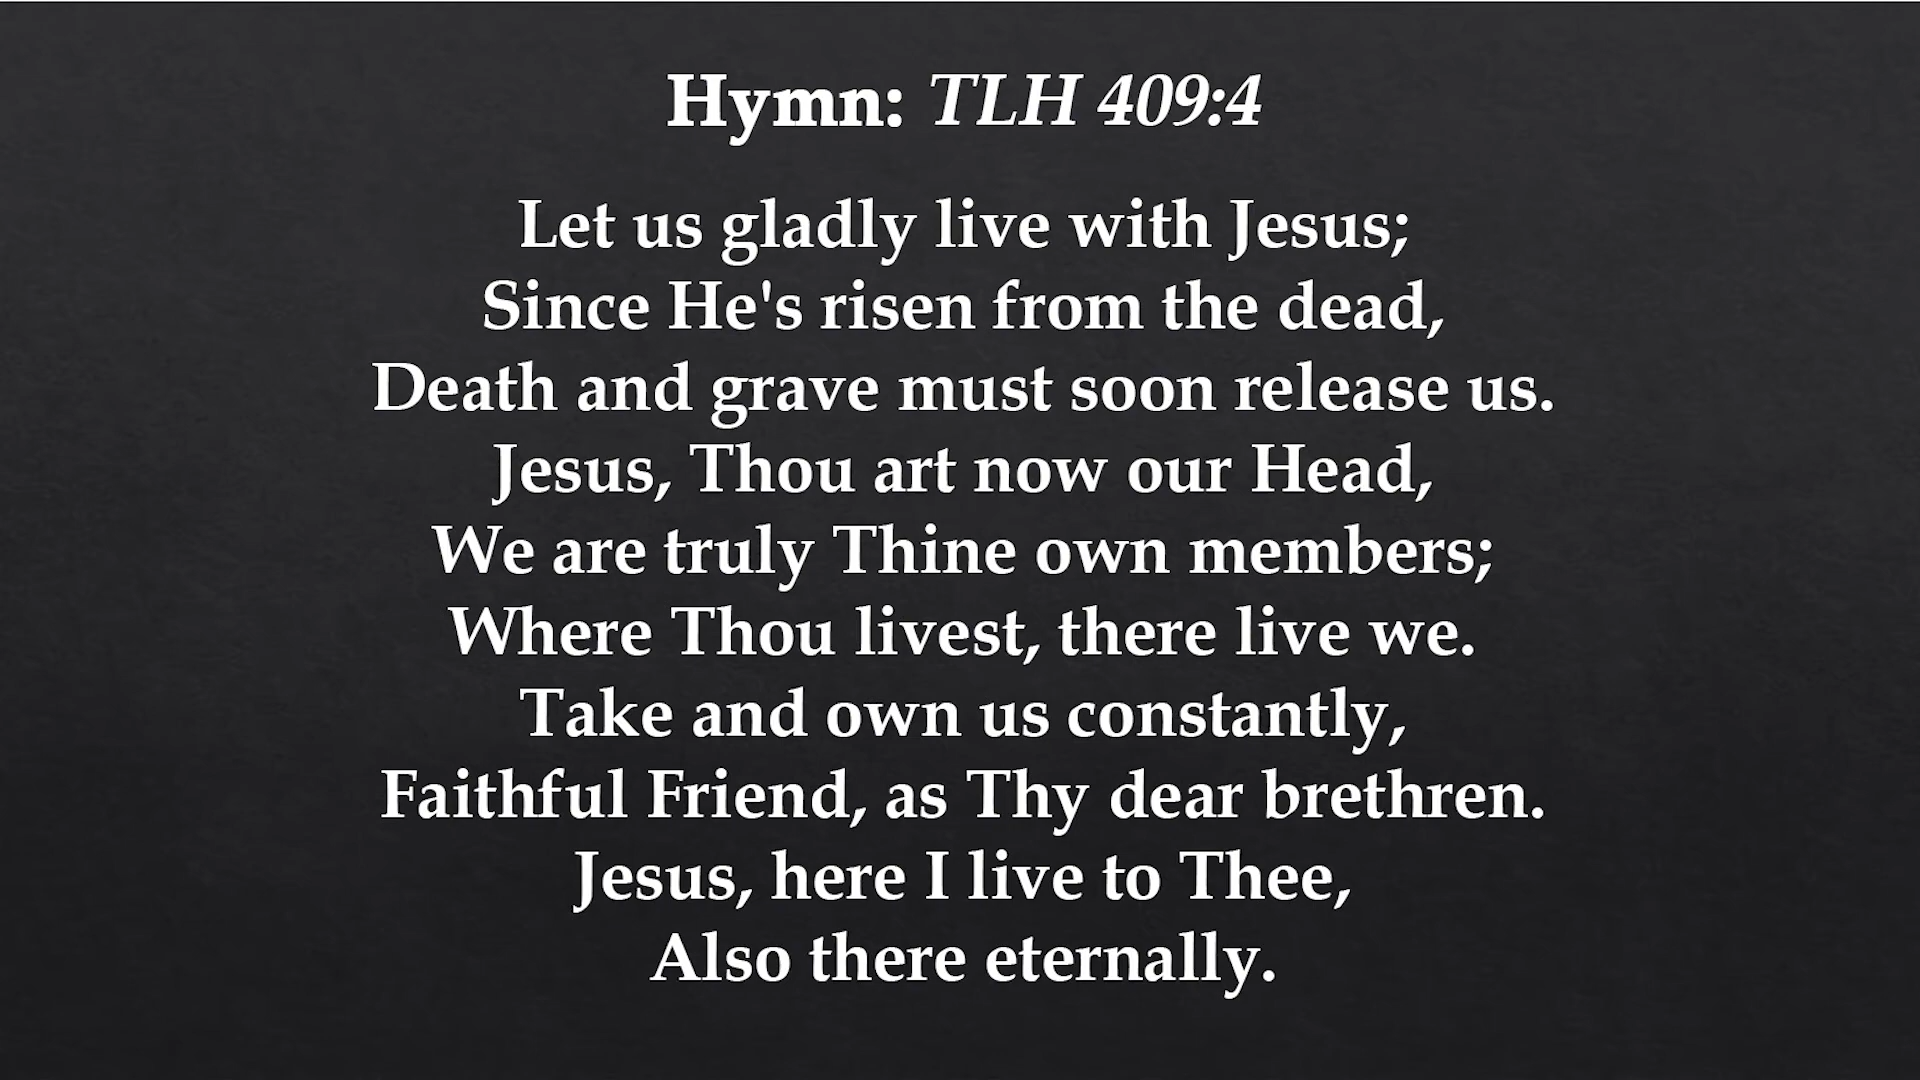 Hymn: TLH 409:4
Let us gladly live with Jesus;
Since He's risen from the dead,
Death and grave must soon release us.
Jesus, Thou art now our Head,
We are truly Thine own members;
Where Thou livest, there live we.
Take and own us constantly,
Faithful Friend, as Thy dear brethren.
Jesus, here I live to Thee,
Also there eternally.